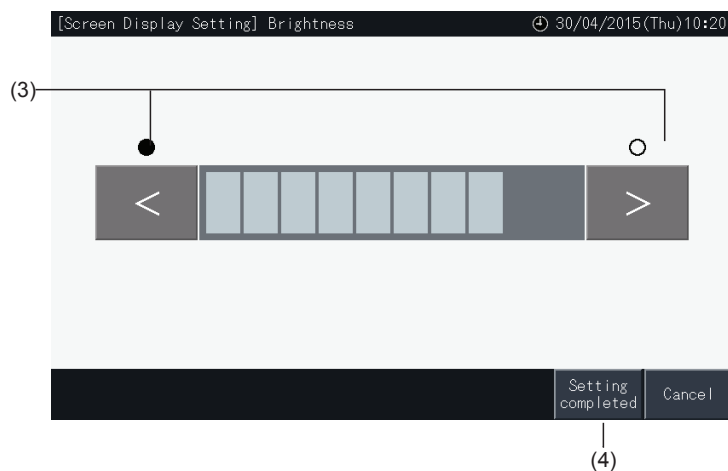 [Screen Display Setting] Brightness 30/04/2015(Thu)10:20
(3)
< >
Setting
completed
Cancel
(4)